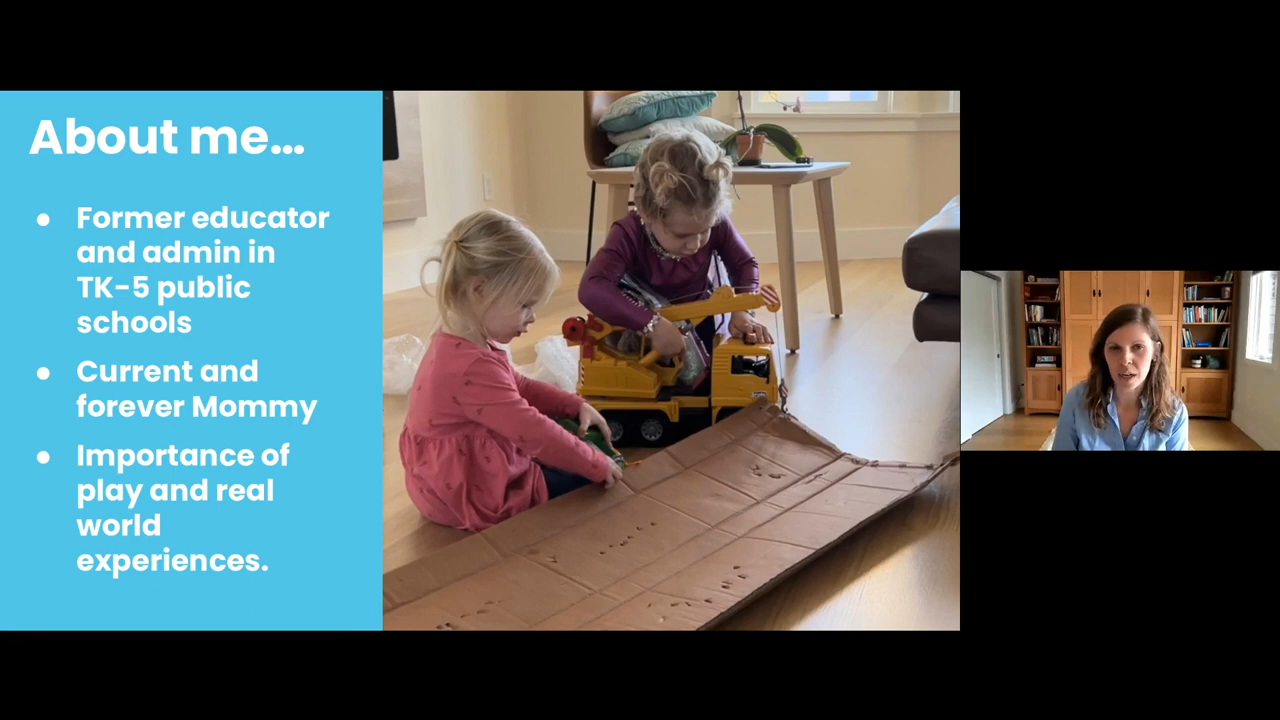 About me...
● Former educator
and admin in
TK-5 public
schools
● Current and
forever Mommy
● Importance of
play and real
world
experiences.